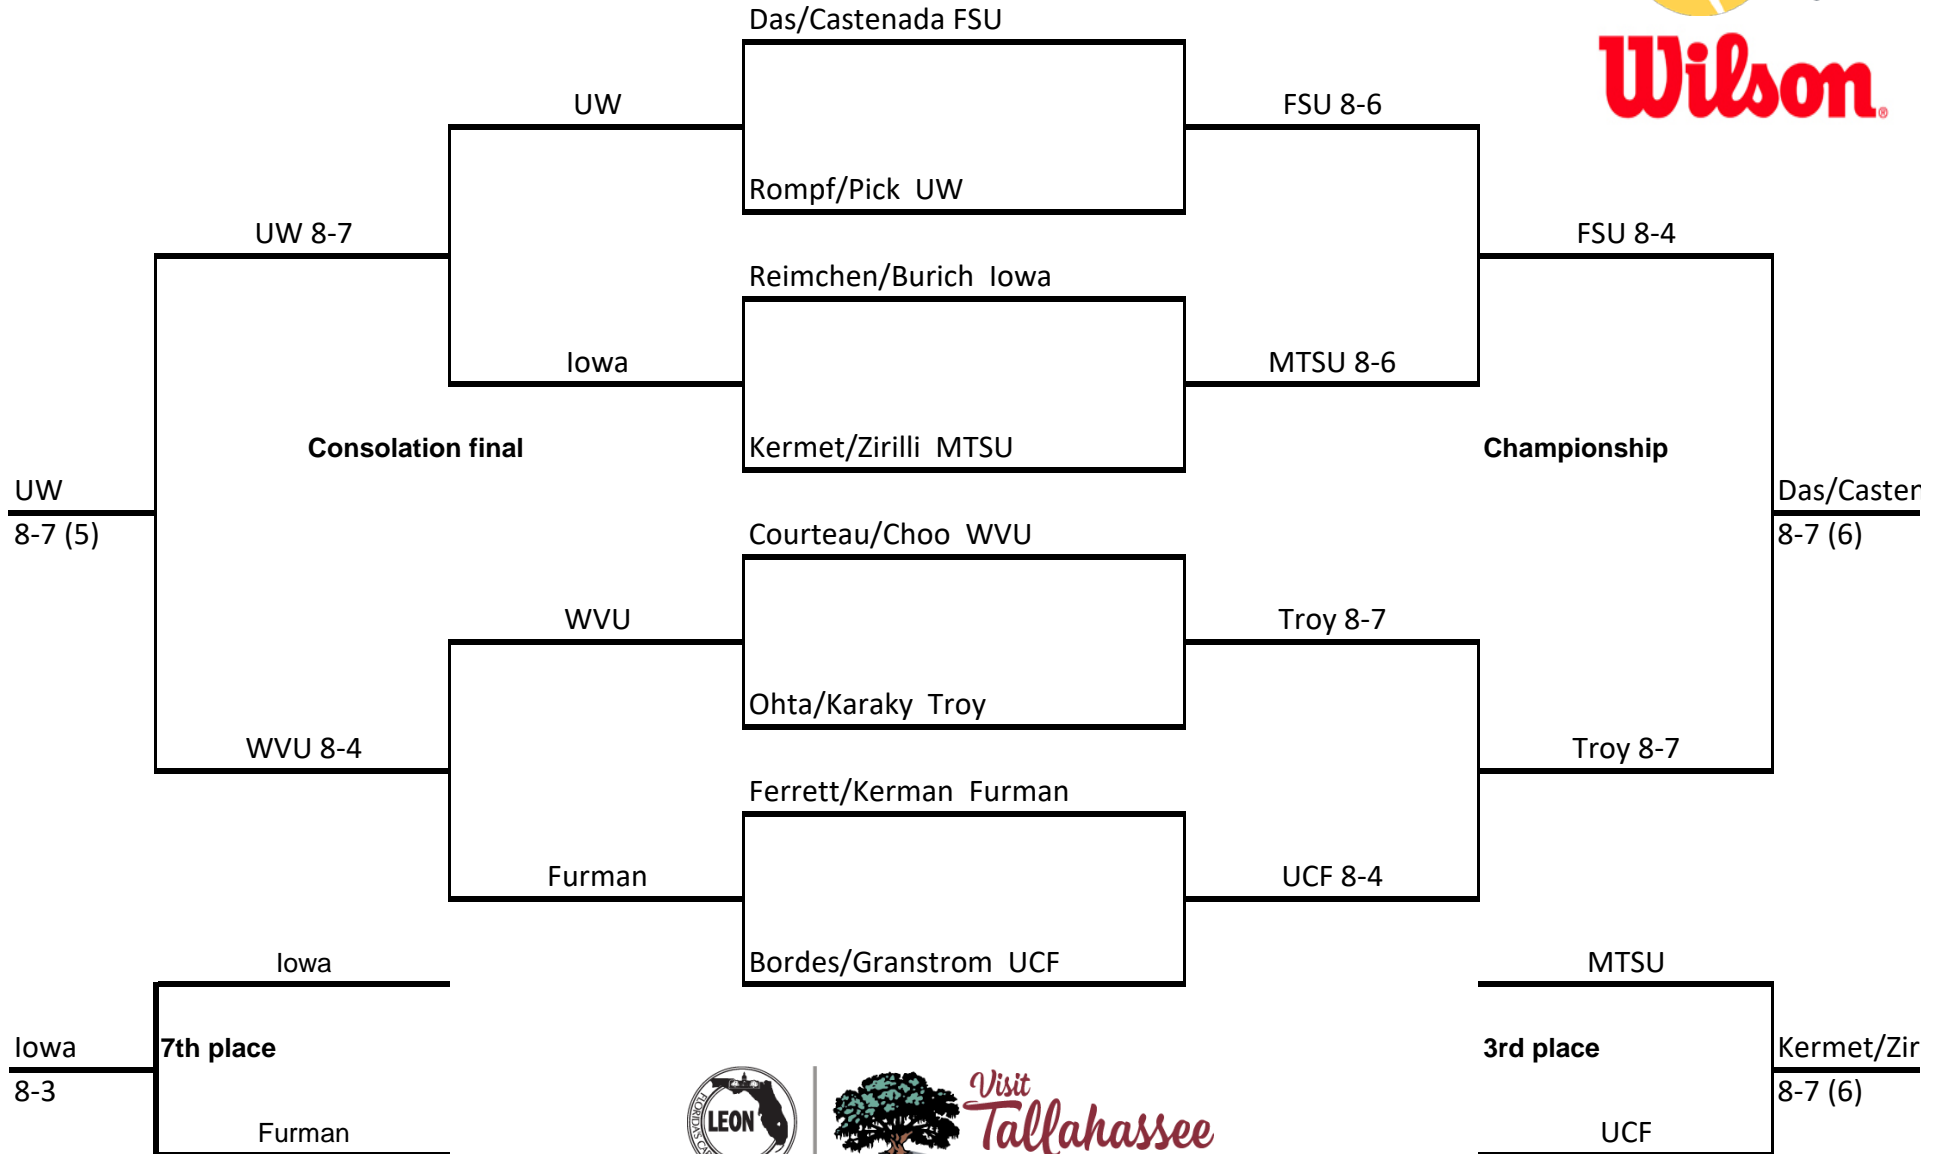 Das/Castenada FSU
Wilson
UW
FSU 8-6
Rompf/Pick UW
UW 8-7
FSU 8-4
Reimchen/Burich Iowa
Iowa
MTSU 8-6
Consolation final
Kermet/Zirilli MTSU
Championship
UW
Das/Casten
8-7 (5)
Courteau/Choo WVU
8-7 (6)
WVU
Troy 8-7
Ohta/Karaky Troy
WVU 8-4
Troy 8-7
Ferrett/Kerman Furman
Furman
UCF 8-4
Iowa
Bordes/Granstrom UCF
MTSU
Iowa
7th place
3rd place
Kermet/Zir
8-3
LEON
Visit
Tallahassee
8-7 (6)
Furman
UCF